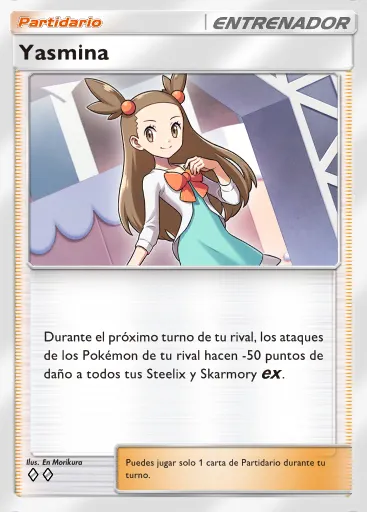 Partidario
ENTRENADOR
Yasmina
Durante el próximo turno de tu rival, los ataques
de los Pokémon de tu rival hacen -50 puntos de
daño a todos tus Steelix y Skarmory ex.
Ilus. En Morikura
Puedes jugar solo 1 carta de Partidario durante tu
turno.